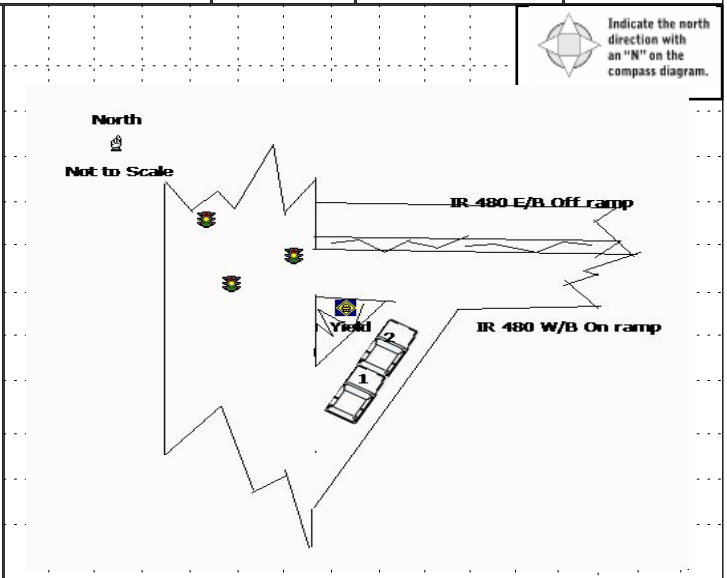 Indicate the north
direction with
an "N" on the
compass diagram.
North
Not to Scale
IR 480 E/B Off ramp
Yield
IR 480 W/B On ramp
2
1